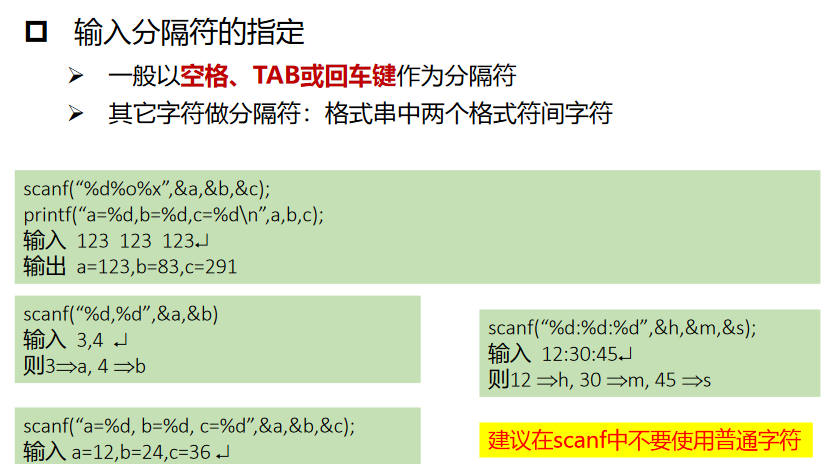 输入分隔符的指定
一般以空格、TAB或回车键作为分隔符
其它字符做分隔符：格式串中两个格式符间字符
scanf(“%d%o%x”,&a,&b,&c);
printf(“a=%d,b=%d,c=%d\n”,a,b,c);
输入 123 123 123↵
输出 a=123,b=83,c=291
scanf(“%d,%d”,&a,&b)
输入 3,4 ↵
则3⇒a, 4 ⇒b
scanf(“%d:%d:%d”,&h,&m,&s);
输入 12:30:45↵
则12 ⇒h, 30 ⇒m, 45 ⇒s
scanf(“a=%d, b=%d, c=%d”,&a,&b,&c);
输入 a=12,b=24,c=36 ↵
建议在scanf中不要使用普通字符